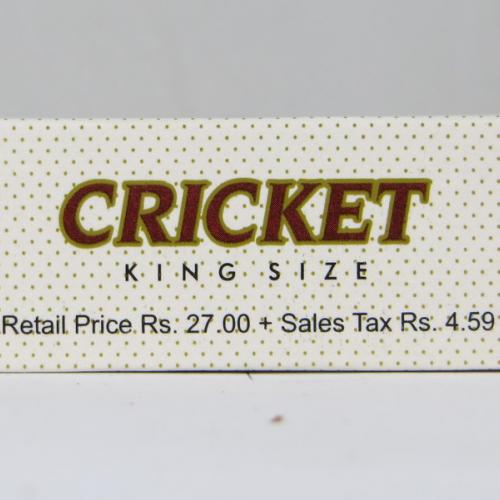 CRICKET
KING SIZE
Retail Price Rs. 27.00 + Sales Tax Rs. 4.59